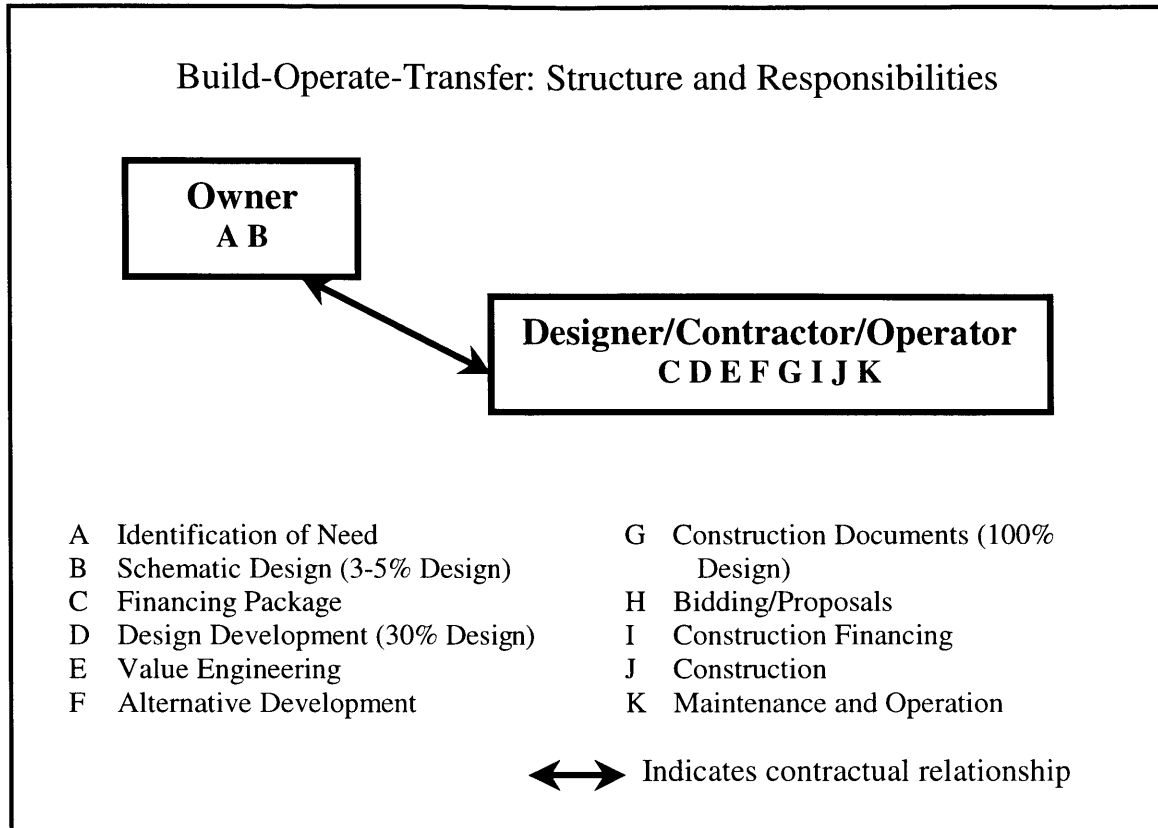 Build-Operate-Transfer: Structure and Responsibilities
Owner
A B
Designer/Contractor/Operator
C D E F G I J K
A Identification of Need
B Schematic Design (3-5% Design)
C Financing Package
D Design Development (30% Design)
E Value Engineering
F Alternative Development
G Construction Documents (100%
Design)
H Bidding/Proposals
I Construction Financing
J Construction
K Maintenance and Operation
Indicates contractual relationship